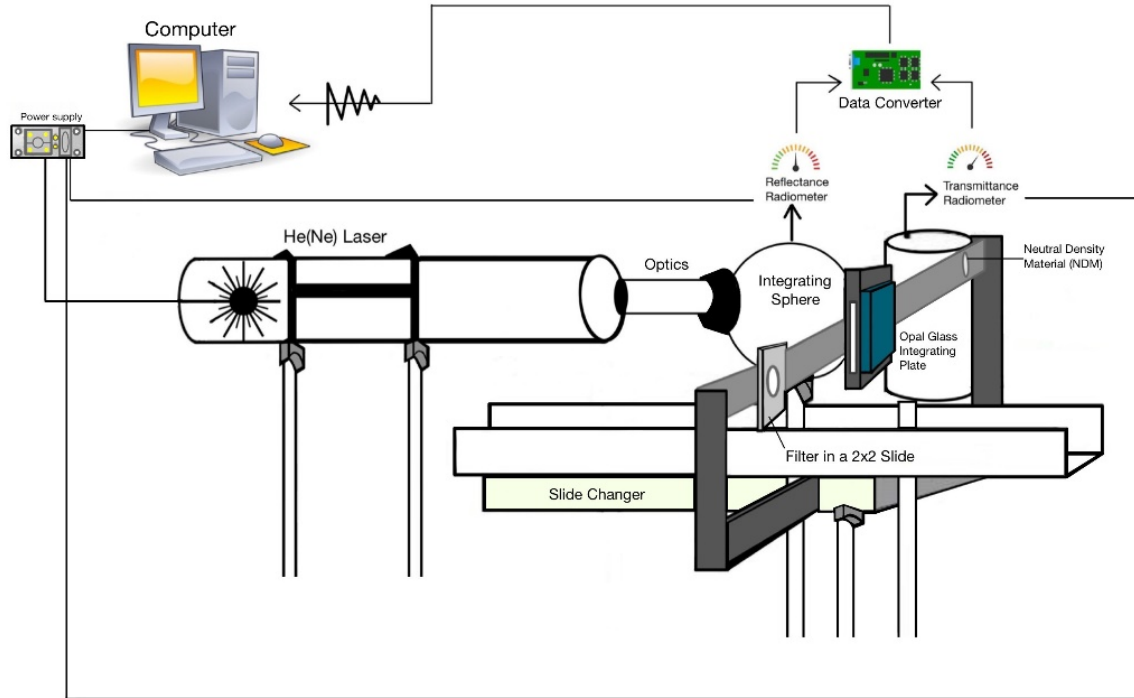 Computer
Power supply
Data Converter
Reflectance
Radiometer
Transmittance
Radiometer
He(Ne) Laser
Optics
Integrating
Sphere
Neutral Density
Material (NDM)
Opal Glass
Integrating
Plate
Filter in a 2x2 Slide
Slide Changer